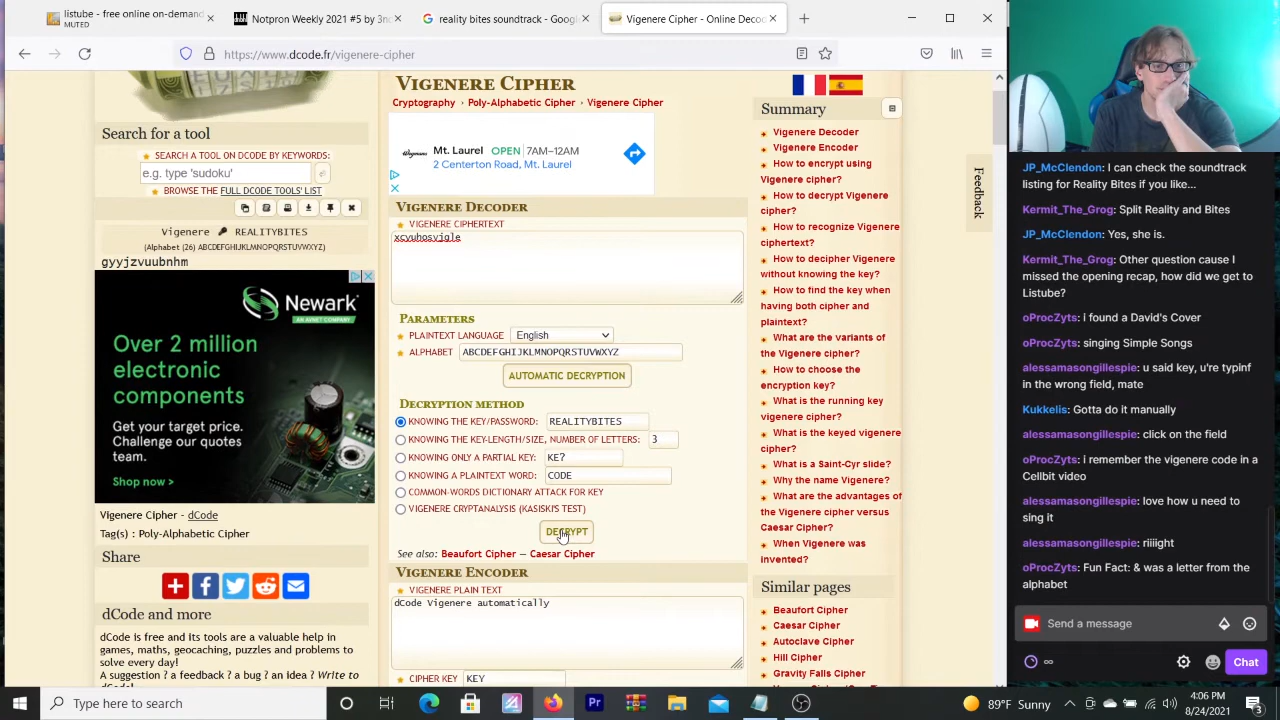 listube - free online on-demand
MUTED
Notpron Weekly 2021 #5 by 3n
reality bites soundtrack - Google
Vigenere Cipher - Online Decod
https://www.dcode.fr/vigenere-cipher
Search for a tool
SEARCH A TOOL ON DCODE BY KEYWORDS:
e.g. type 'sudoku'
BROWSE THE FULL DCODE TOOLS' LIST
Vigenere REALITYBITES
(Alphabet (26) ABCDEFGHIJKLMNOPQRSTUVWXYZ)
gyyjzvuubnhm
Newark
AN AVNET COMPANY
Over 2 million
electronic
components
Get your target price.
Challenge our quotes
team.
Shop now >
Vigenere Cipher - dCode
Tag(s) : Poly-Alphabetic Cipher
Share
dCode and more
dCode is free and its tools are a valuable help in
games, maths, geocaching, puzzles and problems to
solve every day!
A suggestion ? a feedback ? a bug ? an idea ? Write to
VIGENERE CIPHER
Cryptography › Poly-Alphabetic Cipher › Vigenere Cipher
Mt. Laurel OPEN 7AM–12AM
2 Centerton Road, Mt. Laurel
VIGENERE DECODER
VIGENERE CIPHERTEXT
PARAMETERS
PLAINTEXT LANGUAGE English
ALPHABET ABCDEFGHIJKLMNOPQRSTUVWXYZ
AUTOMATIC DECRYPTION
DECRYPTION METHOD
KNOWING THE KEY/PASSWORD: REALITYBITES
KNOWING THE KEY-LENGTH/SIZE, NUMBER OF LETTERS: 3
KNOWING ONLY A PARTIAL KEY: KE?
KNOWING A PLAINTEXT WORD: CODE
COMMON-WORDS DICTIONARY ATTACK FOR KEY
VIGENERE CRYPTANALYSIS (KASISKI'S TEST)
DECRYPT
See also: Beaufort Cipher — Caesar Cipher
VIGENERE ENCODER
VIGENERE PLAIN TEXT
dCode Vigenere automatically
CIPHER KEY KEY
Summary
Vigenere Decoder
Vigenere Encoder
How to encrypt using
Vigenere cipher?
How to decrypt Vigenere
cipher?
How to recognize Vigenere
ciphertext?
How to decipher Vigenere
without knowing the key?
How to find the key when
having both cipher and
plaintext?
What are the variants of
the Vigenere cipher?
How to choose the
encryption key?
What is the running key
vigenere cipher?
What is the keyed vigenere
cipher?
What is a Saint-Cyr slide?
Why the name Vigenere?
What are the advantages of
the Vigenere cipher versus
Caesar Cipher?
When Vigenere was
invented?
Similar pages
Beaufort Cipher
Caesar Cipher
Autoclave Cipher
Hill Cipher
Gravity Falls Cipher
Feedback
JP_McClendon: I can check the soundtrack
listing for Reality Bites if you like...
Kermit_The_Grog: Split Reality and Bites
JP_McClendon: Yes, she is.
Kermit_The_Grog: Other question cause I
missed the opening recap, how did we get to
Listube?
oProcZyts: I found a David's Cover
oProcZyts: singing Simple Songs
alessamasongisle: u said key, u're typinf
in the wrong field, mate
Kukkelis: Gotta do it manually
alessamasongisle: click on the field
oProcZyts: i remember the vigenere code in a
Cellbit video
alessamasongisle: love how u need to
sing it
alessamasongisle: riiiight
oProcZyts: Fun Fact: & was a letter from the
alphabet
Send a message
Chat
Type here to search
89°F Sunny
4:06 PM
8/24/2021
3